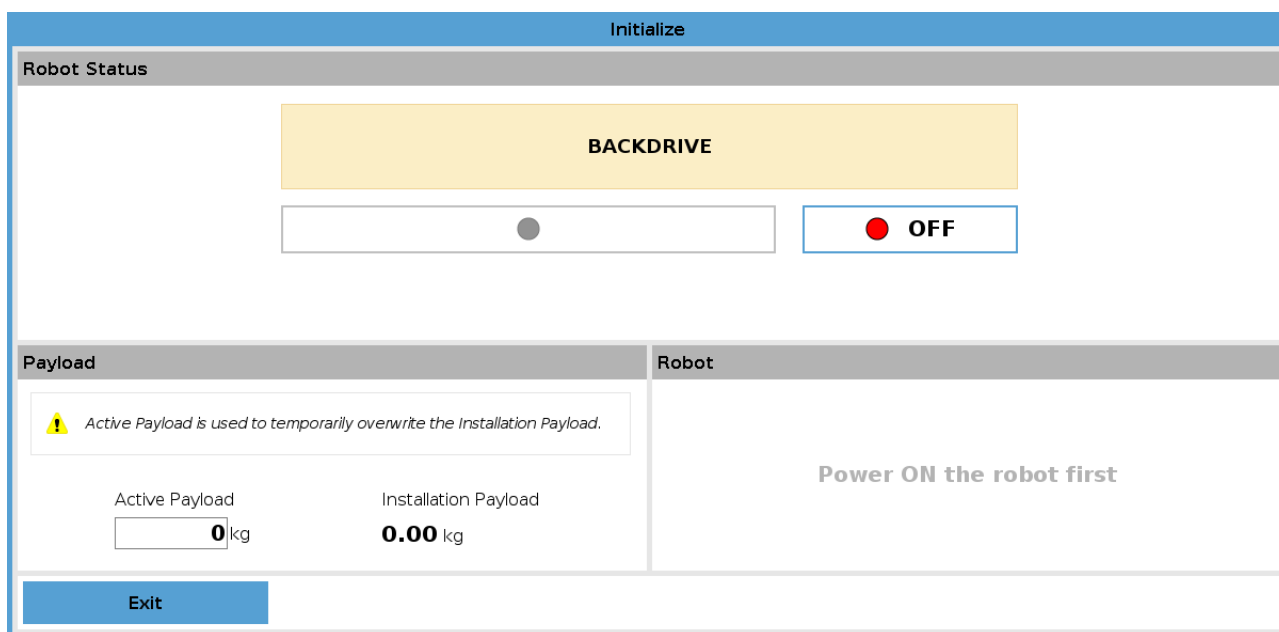 Initialize
Robot Status
BACKDRIVE
OFF
Payload
Robot
Active Payload is used to temporarily overwrite the Installation Payload.
Power ON the robot first
Active Payload
Installation Payload
0 kg
0.00 kg
Exit